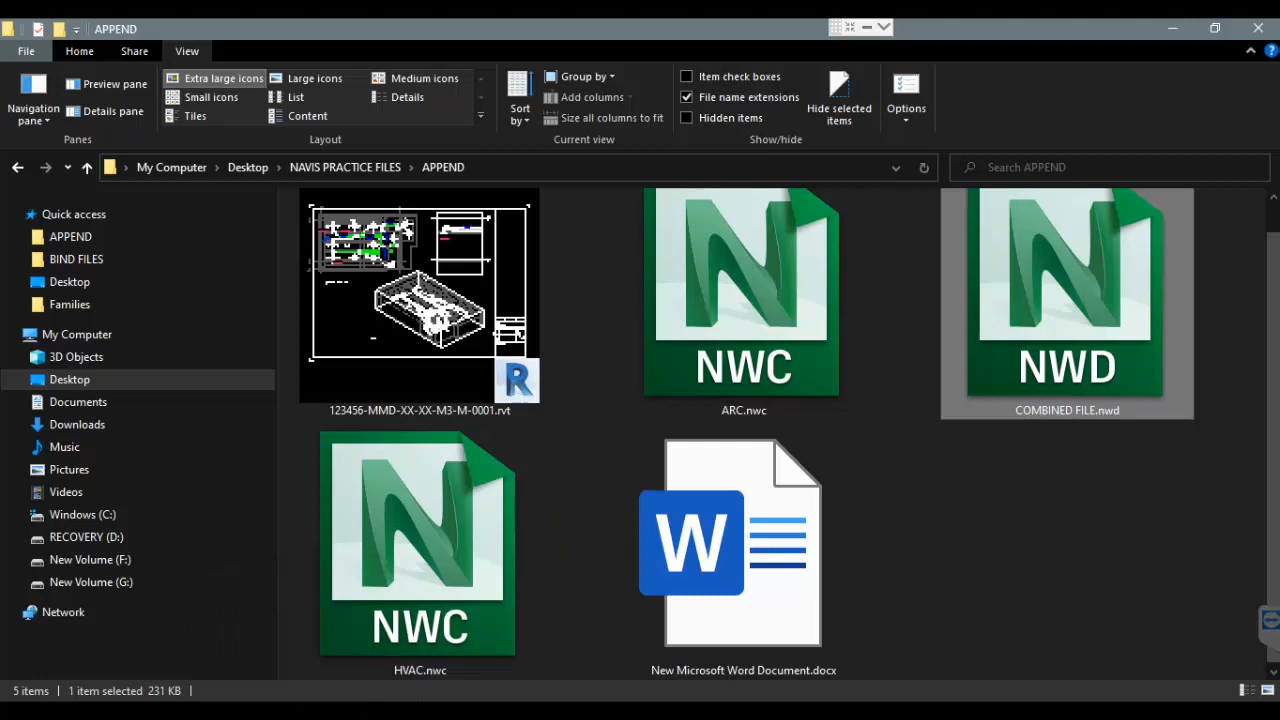 APPEND
File Home Share View
Preview pane
Details pane
Navigation pane
Panes
Extra large icons Large icons Medium icons
Small icons List Details
Tiles Content
Layout
Sort by
Group by
Add columns
Size all columns to fit
Current view
Item check boxes
File name extensions
Hidden items
Hide selected items
Show/hide
Options
My Computer Desktop NAVIS PRACTICE FILES APPEND
Search APPEND
Quick access
APPEND
BIND FILES
Desktop
Families
My Computer
3D Objects
Desktop
Documents
Downloads
Music
Pictures
Videos
Windows (C:)
RECOVERY (D:)
New Volume (F:)
New Volume (G:)
Network
R
123456-MMD-XX-XX-M3-M-0001.rvt
NWC
ARC.nwc
NWD
COMBINED FILE.nwd
NWC
HVAC.nwc
W
New Microsoft Word Document.docx
5 items 1 item selected 231 KB